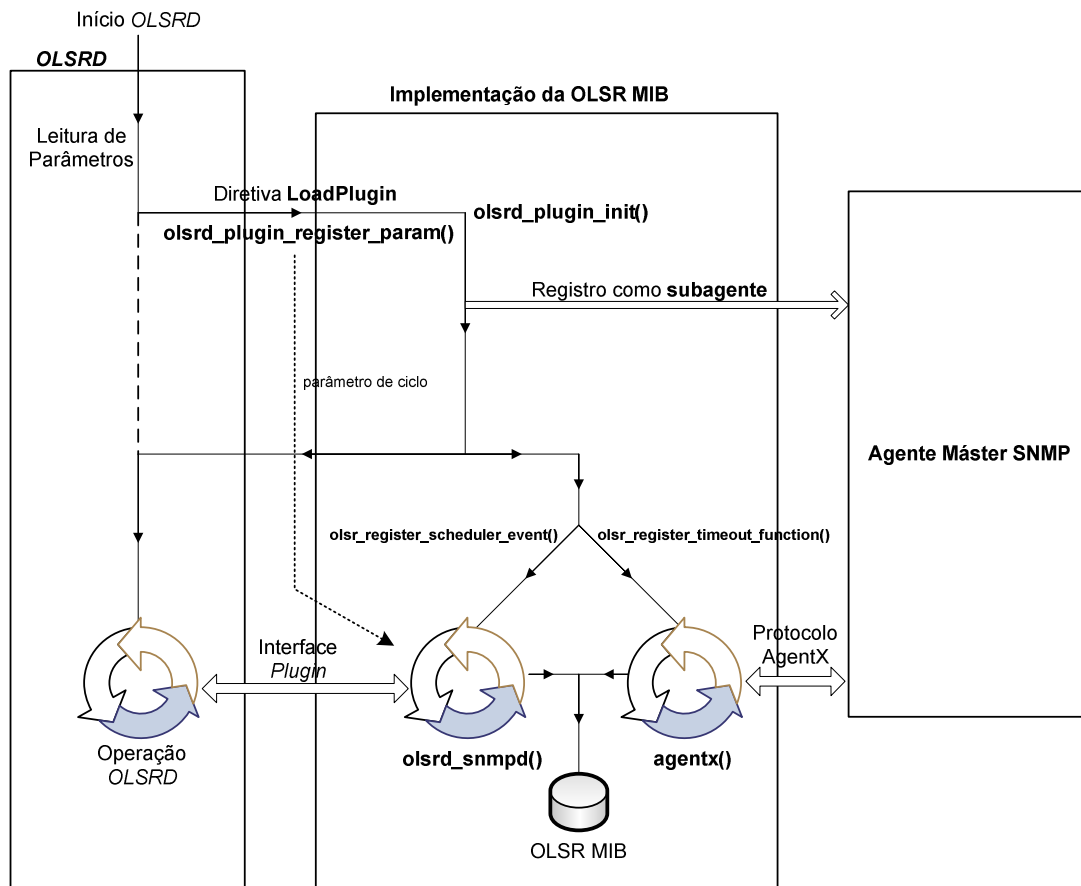 Início OLSRD
OLSRD
Implementação da OLSR MIB
Leitura de
Parâmetros
Diretiva LoadPlugin
olsrd_plugin_register_param()
olsrd_plugin_init()
Registro como subagente
parâmetro de ciclo
Agente Máster SNMP
olsr_register_scheduler_event()
olsr_register_timeout_function()
Interface
Plugin
Protocolo
AgentX
Operação
OLSRD
olsrd_snmpd()
agentx()
OLSR MIB